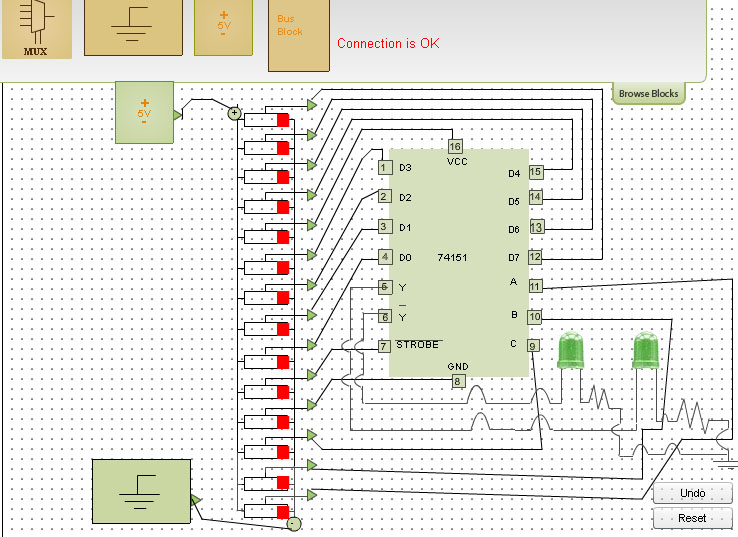 MUX
+
5V
-
Bus
Block
Connection is OK
Browse Blocks
+
5V
-
+
16
VCC
1
D3
D4
15
2
D2
D5
14
3
D1
D6
13
4
D0
74151
D7
12
5
Y
A
11
6
Y
B
10
7
STROBE
C
9
GND
8
-
Undo
Reset